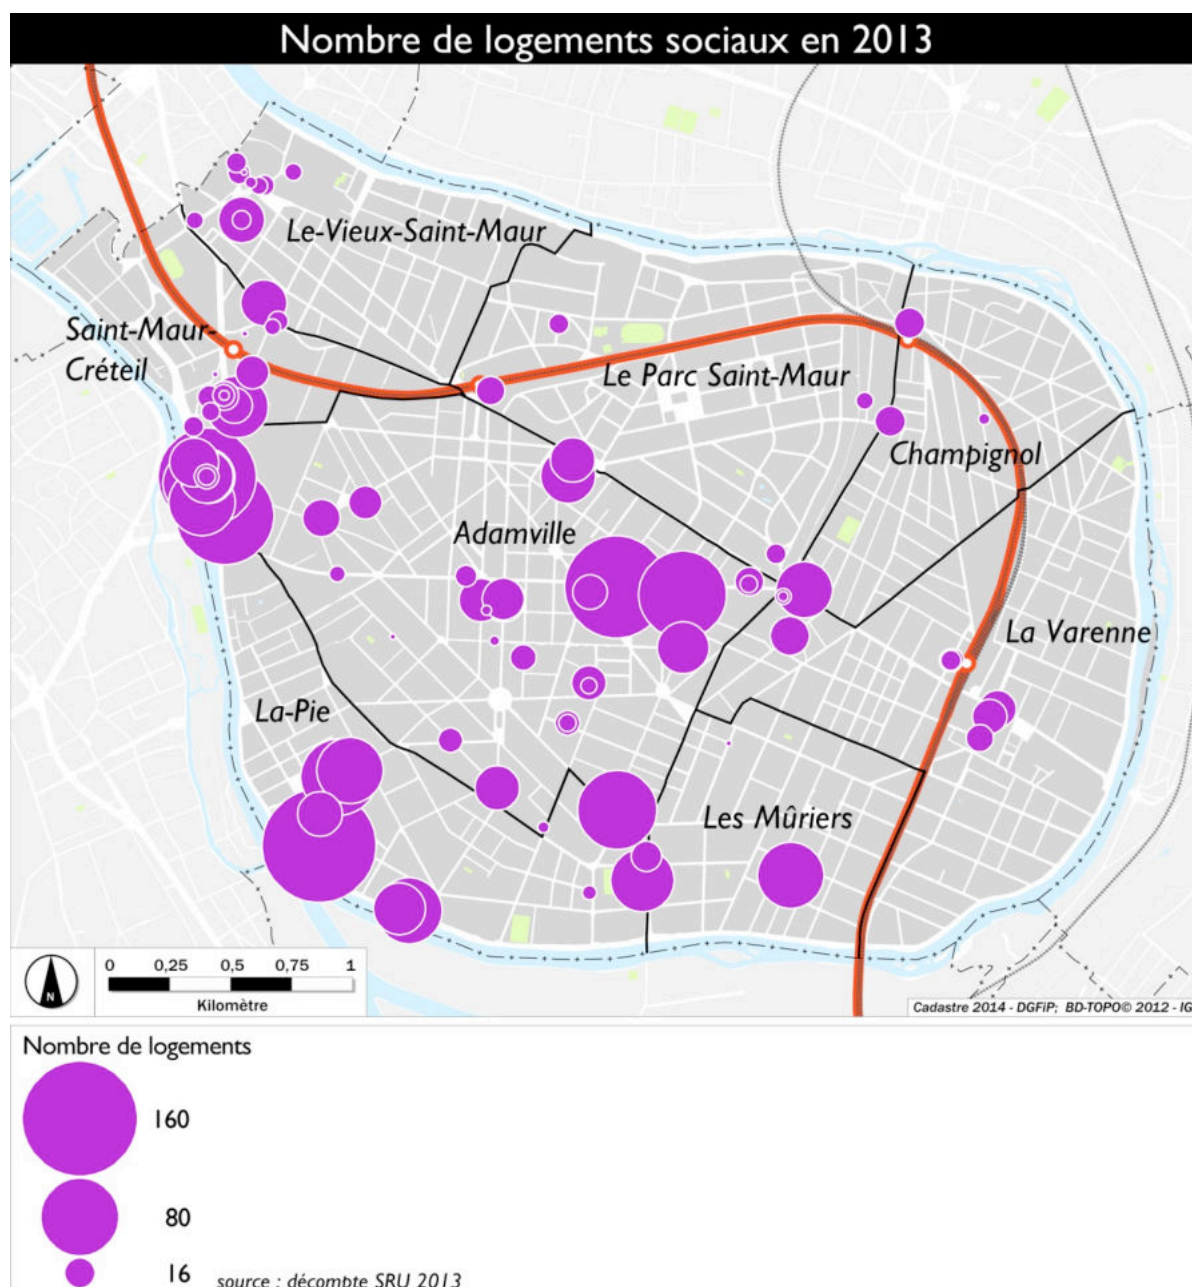 Nombre de logements sociaux en 2013
Le-Vieux-Saint-Maur
Saint-Maur-
Créteil
Le Parc Saint-Maur
Champignol
Adamville
La Varenne
La-Pie
Les Mûriers
0 0,25 0,5 0,75 1
Kilomètre
N
Cadastre 2014 - DGFiP; BD-TOPO© 2012 - IG
Nombre de logements
160
80
16
source : décompte SRU 2013